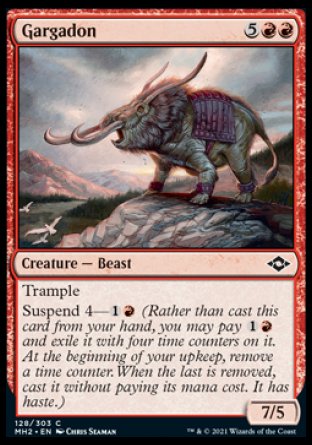 Gargadon 5
Creature — Beast
Trample
Suspend 4—1 (Rather than cast this
card from your hand, you may pay 1
and exile it with four time counters on it.
At the beginning of your upkeep, remove
a time counter. When the last is removed,
cast it without paying its mana cost. It has
haste.)
7/5
128/303 C
MH2 • EN Chris Seaman
™ & © 2021 Wizards of the Coast